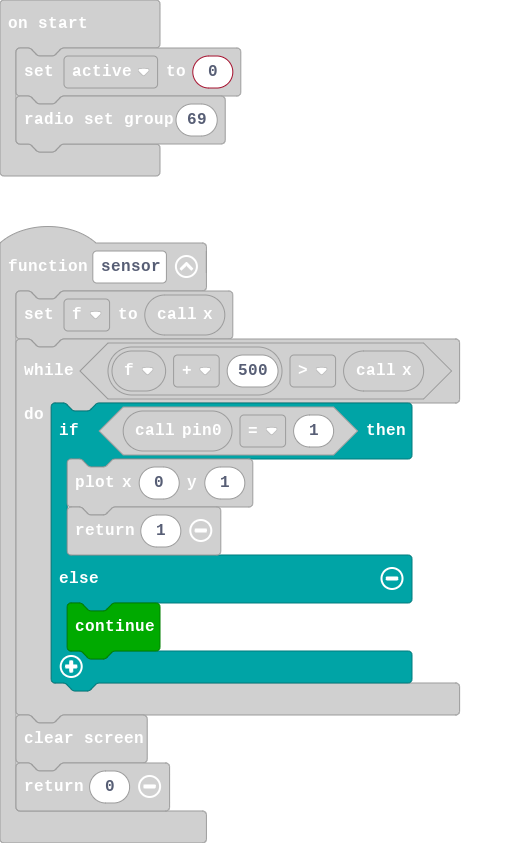 on start
set active to 0
radio set group 69
function sensor
set f to call x
while f + 500 > call x
do
if call pin0 = 1 then
plot x 0 y 1
return 1
else
continue
clear screen
return 0